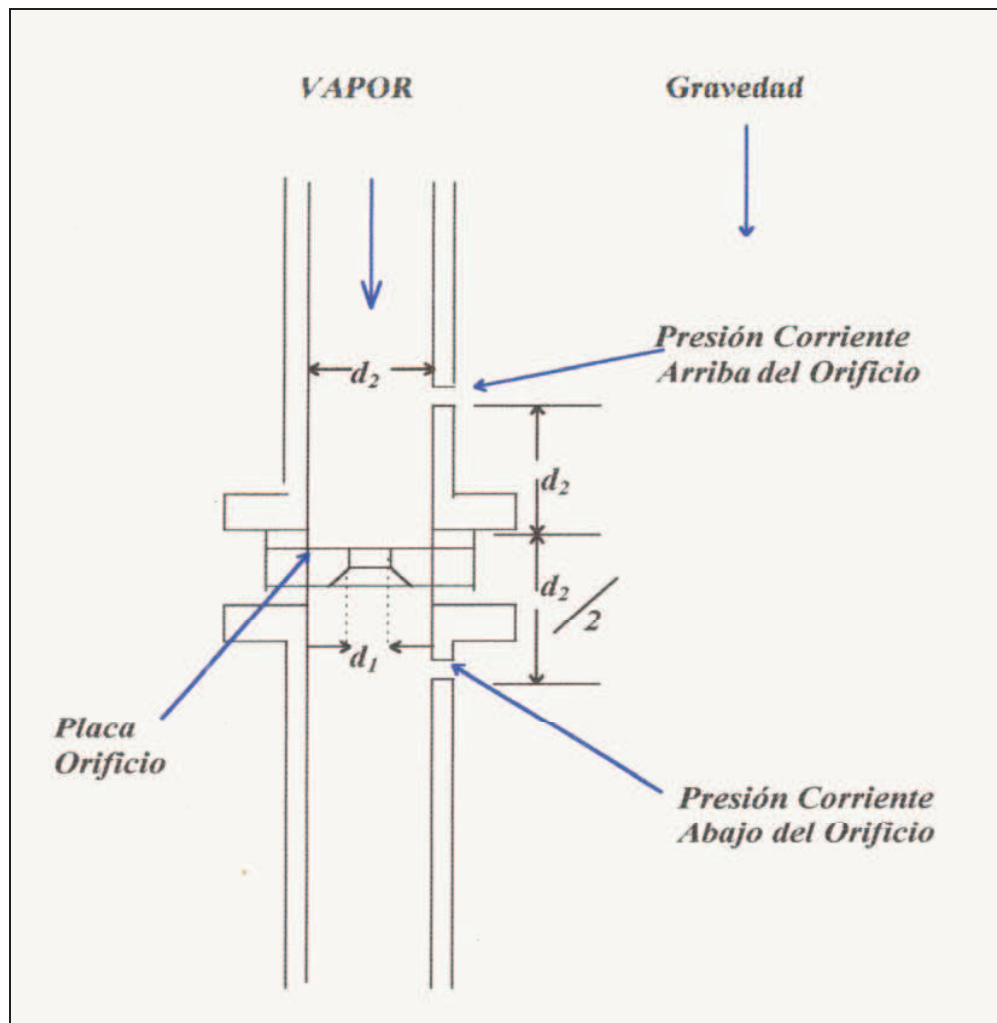 VAPOR
Gravedad
Presión Corriente
Arriba del Orificio
d₂
d₂
d₂
/
2
d₁
Placa
Orificio
Presión Corriente
Abajo del Orificio